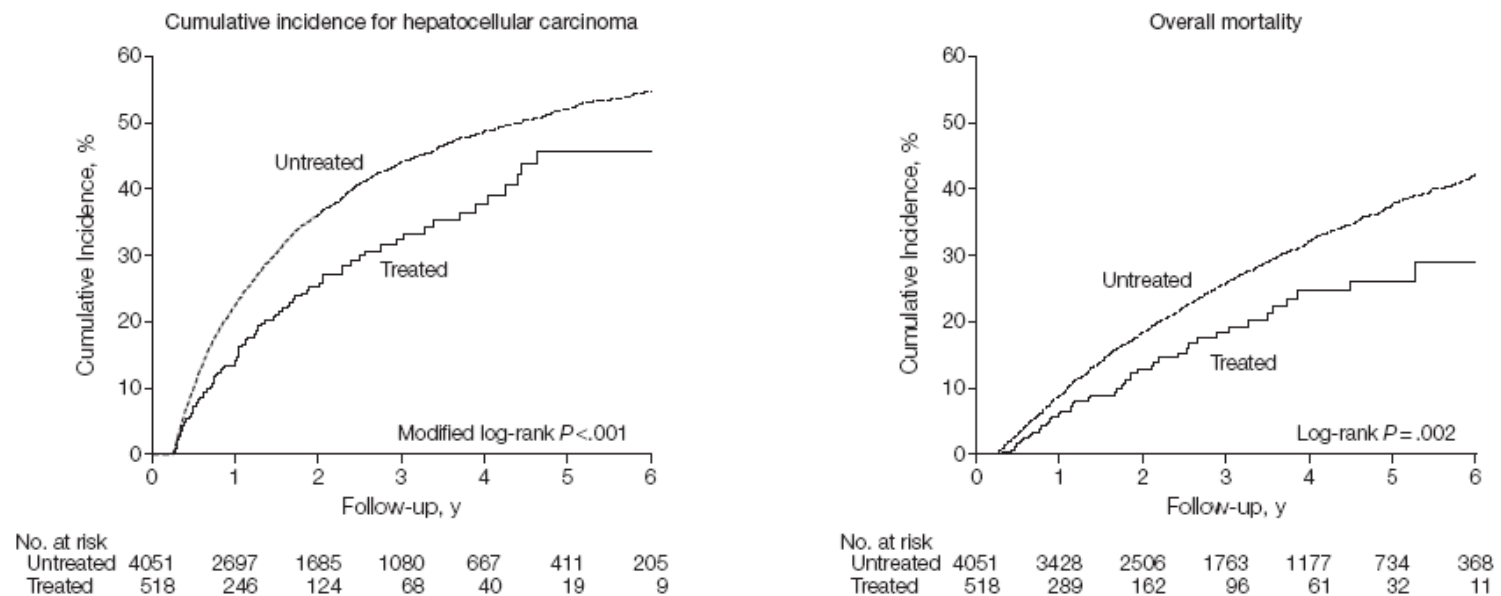 Cumulative incidence for hepatocellular carcinoma
60
50
40
30
20
10
0
Cumulative Incidence, %
Untreated
Treated
Modified log-rank P<.001
0 1 2 3 4 5 6
Follow-up, y
No. at risk
Untreated 4051 2697 1685 1080 667 411 205
Treated 518 246 124 68 40 19 9
Overall mortality
60
50
40
30
20
10
0
Cumulative Incidence, %
Untreated
Treated
Log-rank P = .002
0 1 2 3 4 5 6
Follow-up, y
No. at risk
Untreated 4051 3428 2506 1763 1177 734 368
Treated 518 289 162 96 61 32 11